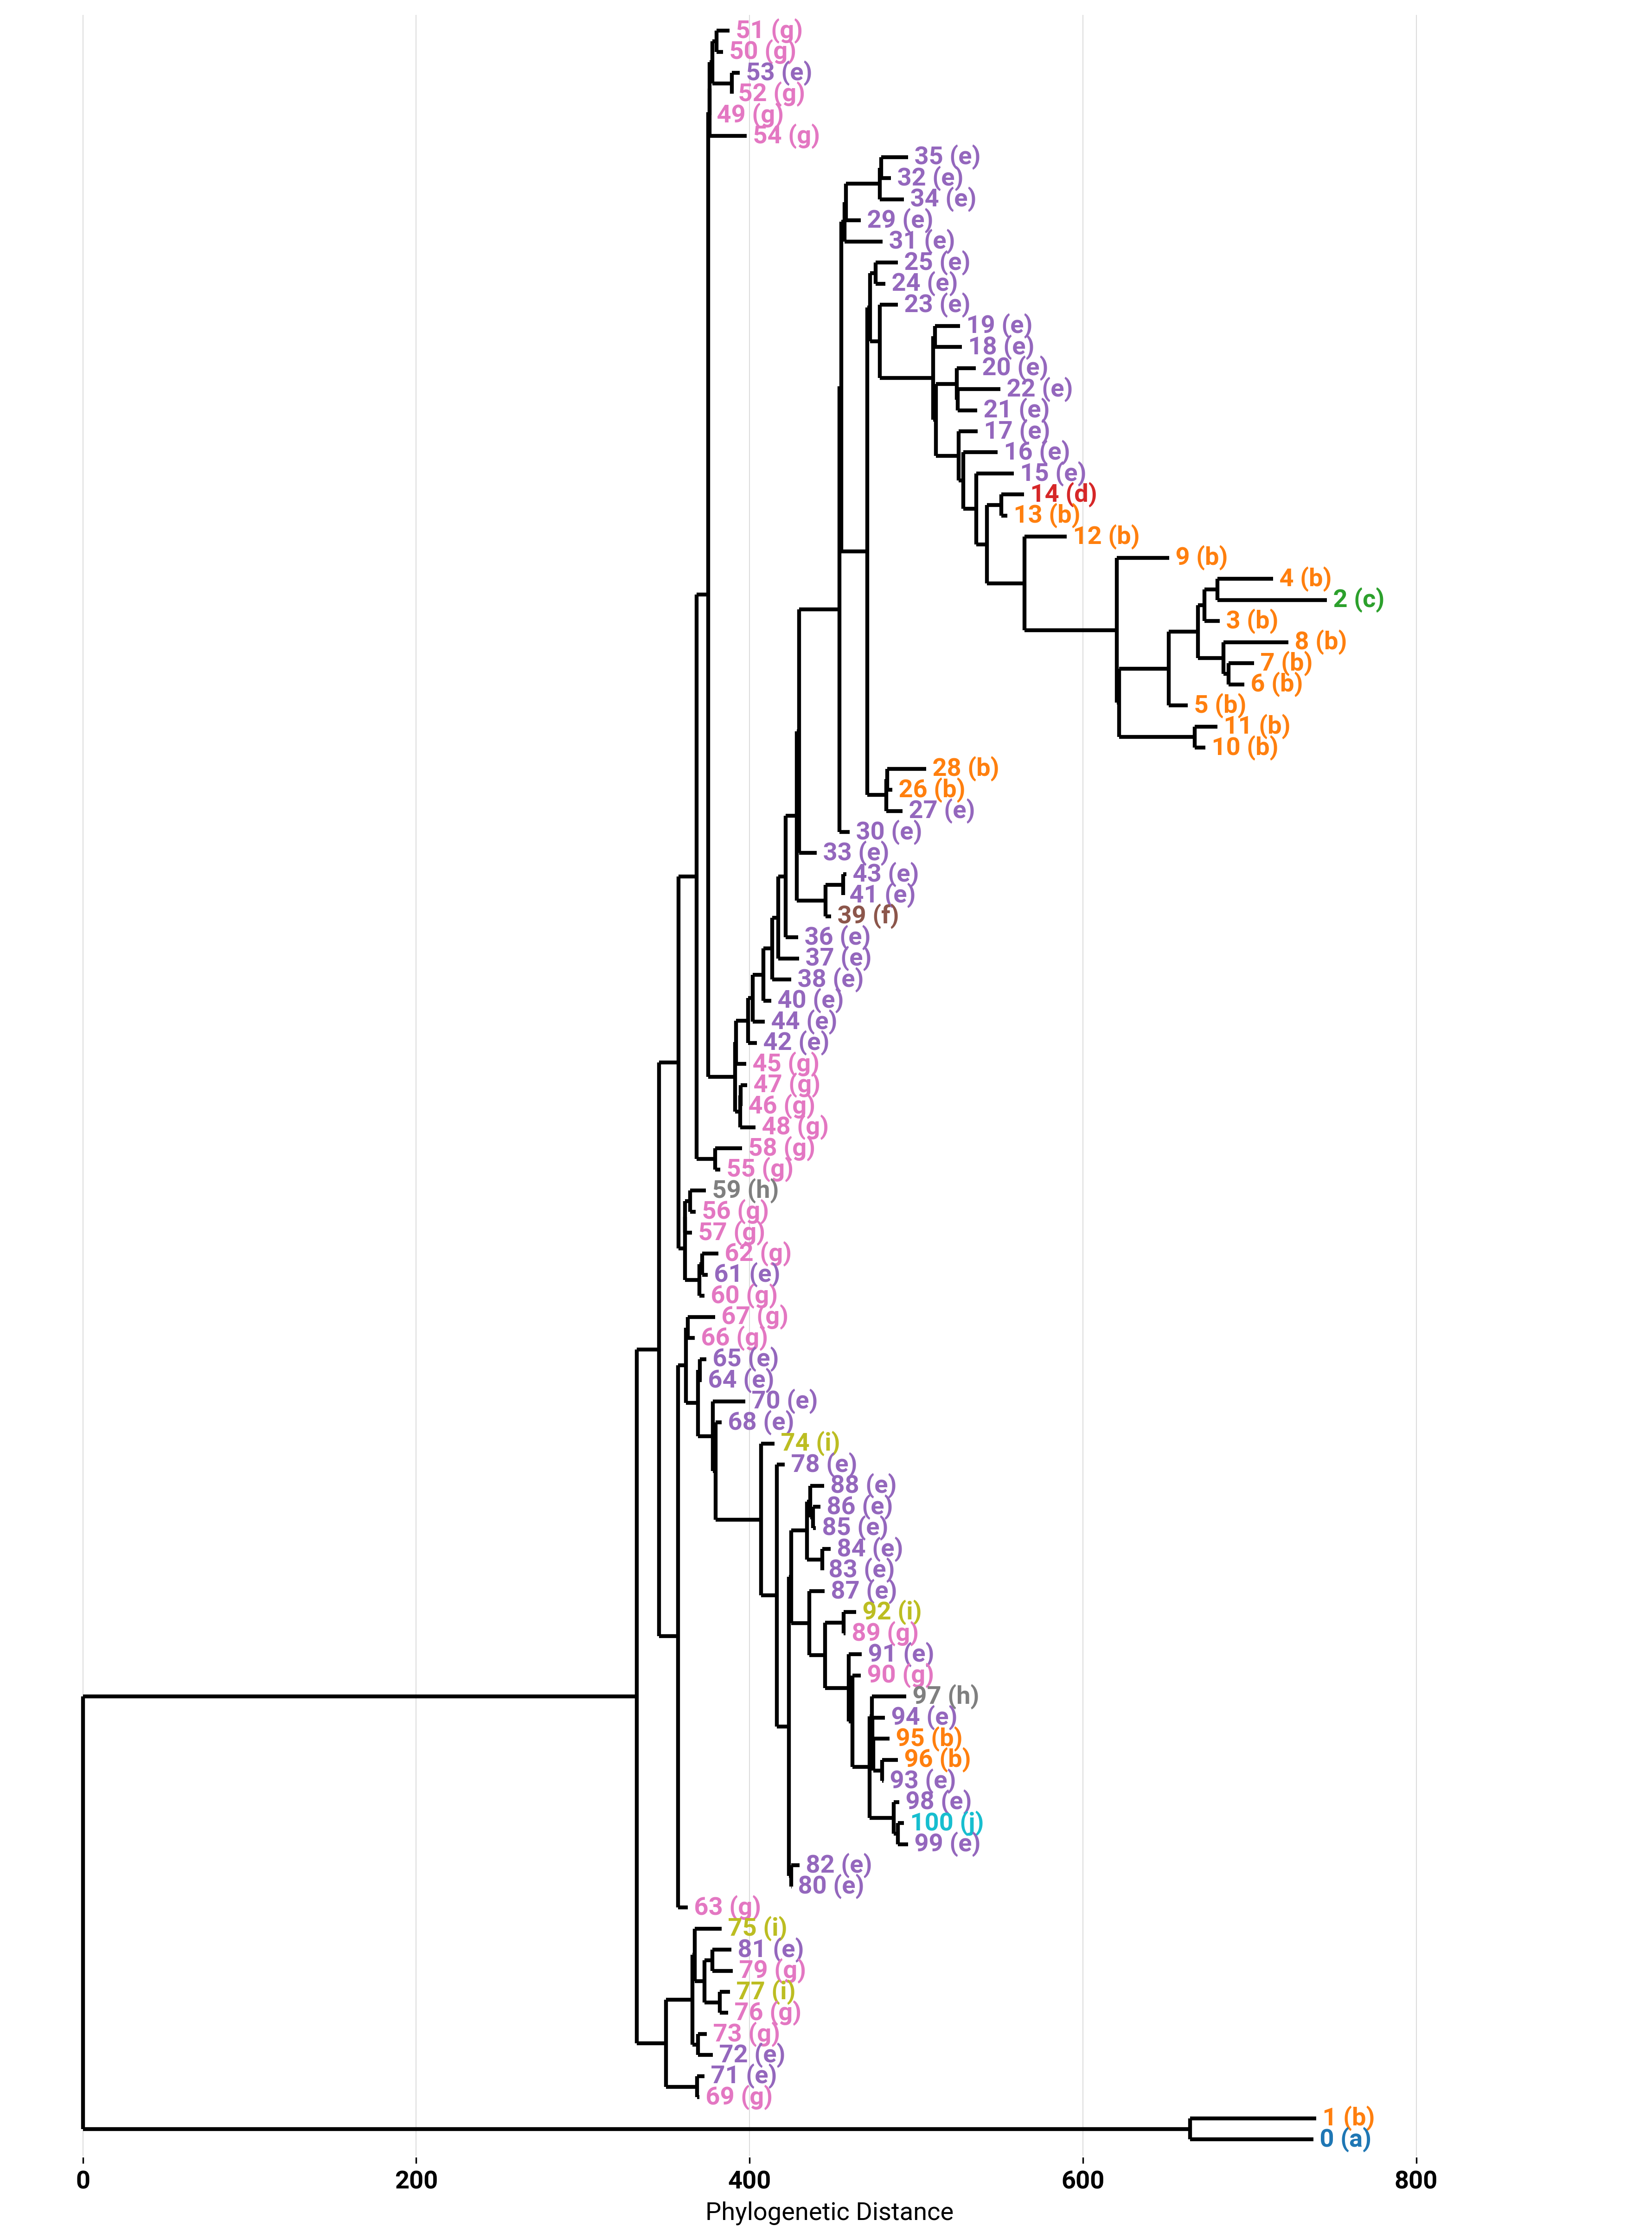 51 (g)
50 (g)
53 (e)
52 (g)
49 (g)
54 (g)
35 (e)
32 (e)
34 (e)
29 (e)
31 (e)
25 (e)
24 (e)
23 (e)
19 (e)
18 (e)
20 (e)
22 (e)
21 (e)
17 (e)
16 (e)
15 (e)
14 (d)
13 (b)
12 (b)
9 (b)
4 (b)
2 (c)
3 (b)
8 (b)
7 (b)
6 (b)
5 (b)
11 (b)
10 (b)
28 (b)
26 (b)
27 (e)
30 (e)
33 (e)
43 (e)
41 (e)
39 (f)
36 (e)
37 (e)
38 (e)
40 (e)
44 (e)
42 (e)
45 (g)
47 (g)
46 (g)
48 (g)
58 (g)
55 (g)
59 (h)
56 (g)
57 (g)
62 (g)
61 (e)
60 (g)
67 (g)
66 (g)
65 (e)
64 (e)
70 (e)
68 (e)
74 (i)
78 (e)
88 (e)
86 (e)
85 (e)
84 (e)
83 (e)
87 (e)
92 (i)
89 (g)
91 (e)
90 (g)
97 (h)
94 (e)
95 (b)
96 (b)
93 (e)
98 (e)
100 (j)
99 (e)
82 (e)
80 (e)
63 (g)
75 (i)
81 (e)
79 (g)
77 (i)
76 (g)
73 (g)
72 (e)
71 (e)
69 (g)
1 (b)
0 (a)
0 200 400 600 800
Phylogenetic Distance